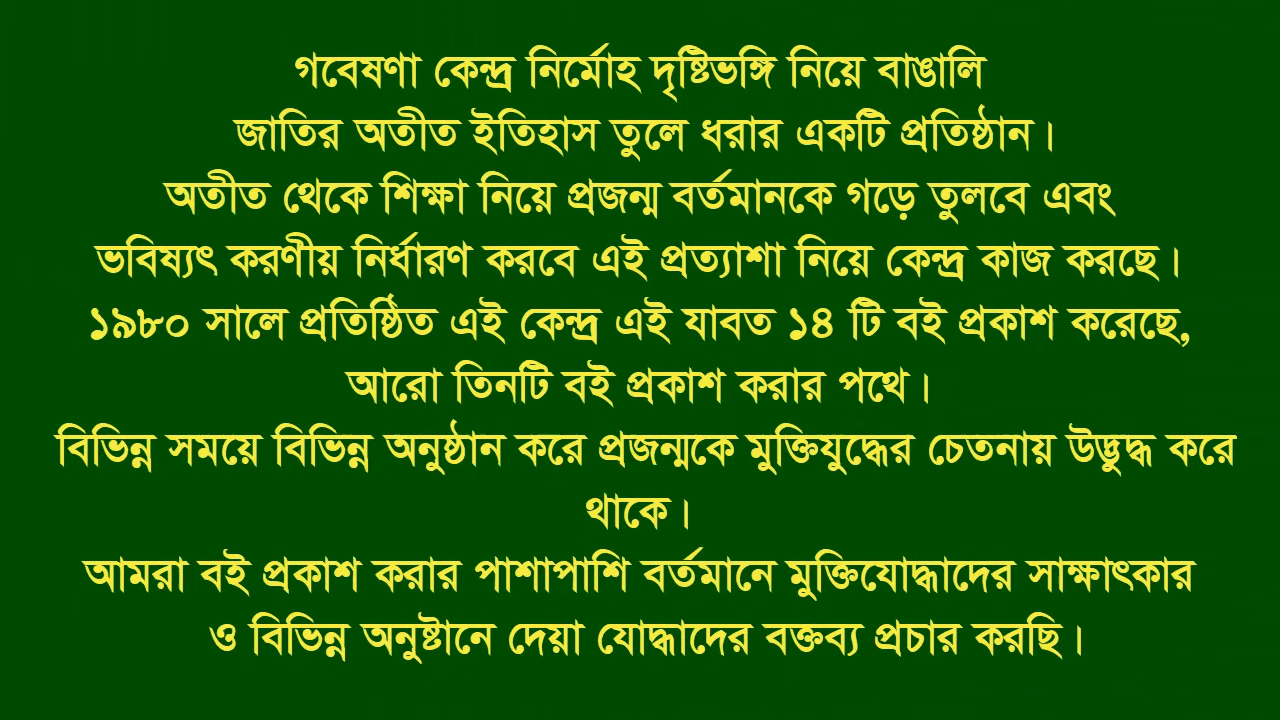 গবেষণা কেন্দ্র নির্মোহ দৃষ্টিভঙ্গি নিয়ে বাঙালি
জাতির অতীত ইতিহাস তুলে ধরার একটি প্রতিষ্ঠান।
অতীত থেকে শিক্ষা নিয়ে প্রজন্ম বর্তমানকে গড়ে তুলবে এবং
ভবিষ্যৎ করণীয় নির্ধারণ করবে এই প্রত্যাশা নিয়ে কেন্দ্র কাজ করছে।
১৯৮০ সালে প্রতিষ্ঠিত এই কেন্দ্র এই যাবত ১৪ টি বই প্রকাশ করেছে,
আরো তিনটি বই প্রকাশ করার পথে।
বিভিন্ন সময়ে বিভিন্ন অনুষ্ঠান করে প্রজন্মকে মুক্তিযুদ্ধের চেতনায় উদ্ভুদ্ধ করে
থাকে।
আমরা বই প্রকাশ করার পাশাপাশি বর্তমানে মুক্তিযোদ্ধাদের সাক্ষাৎকার
ও বিভিন্ন অনুষ্টানে দেয়া যোদ্ধাদের বক্তব্য প্রচার করছি।